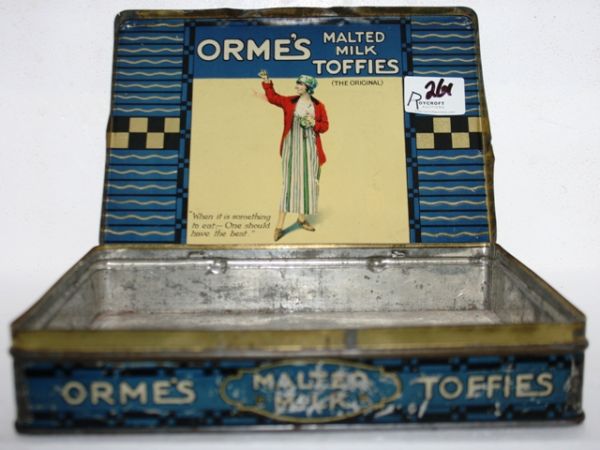 ORME'S MALTED
MILK
TOFFIES
(THE ORIGINAL)
26
ROYCROFT
"When it is something
to eat— One should
have the best."
ORME'S MALTED TOFFIES
MILK